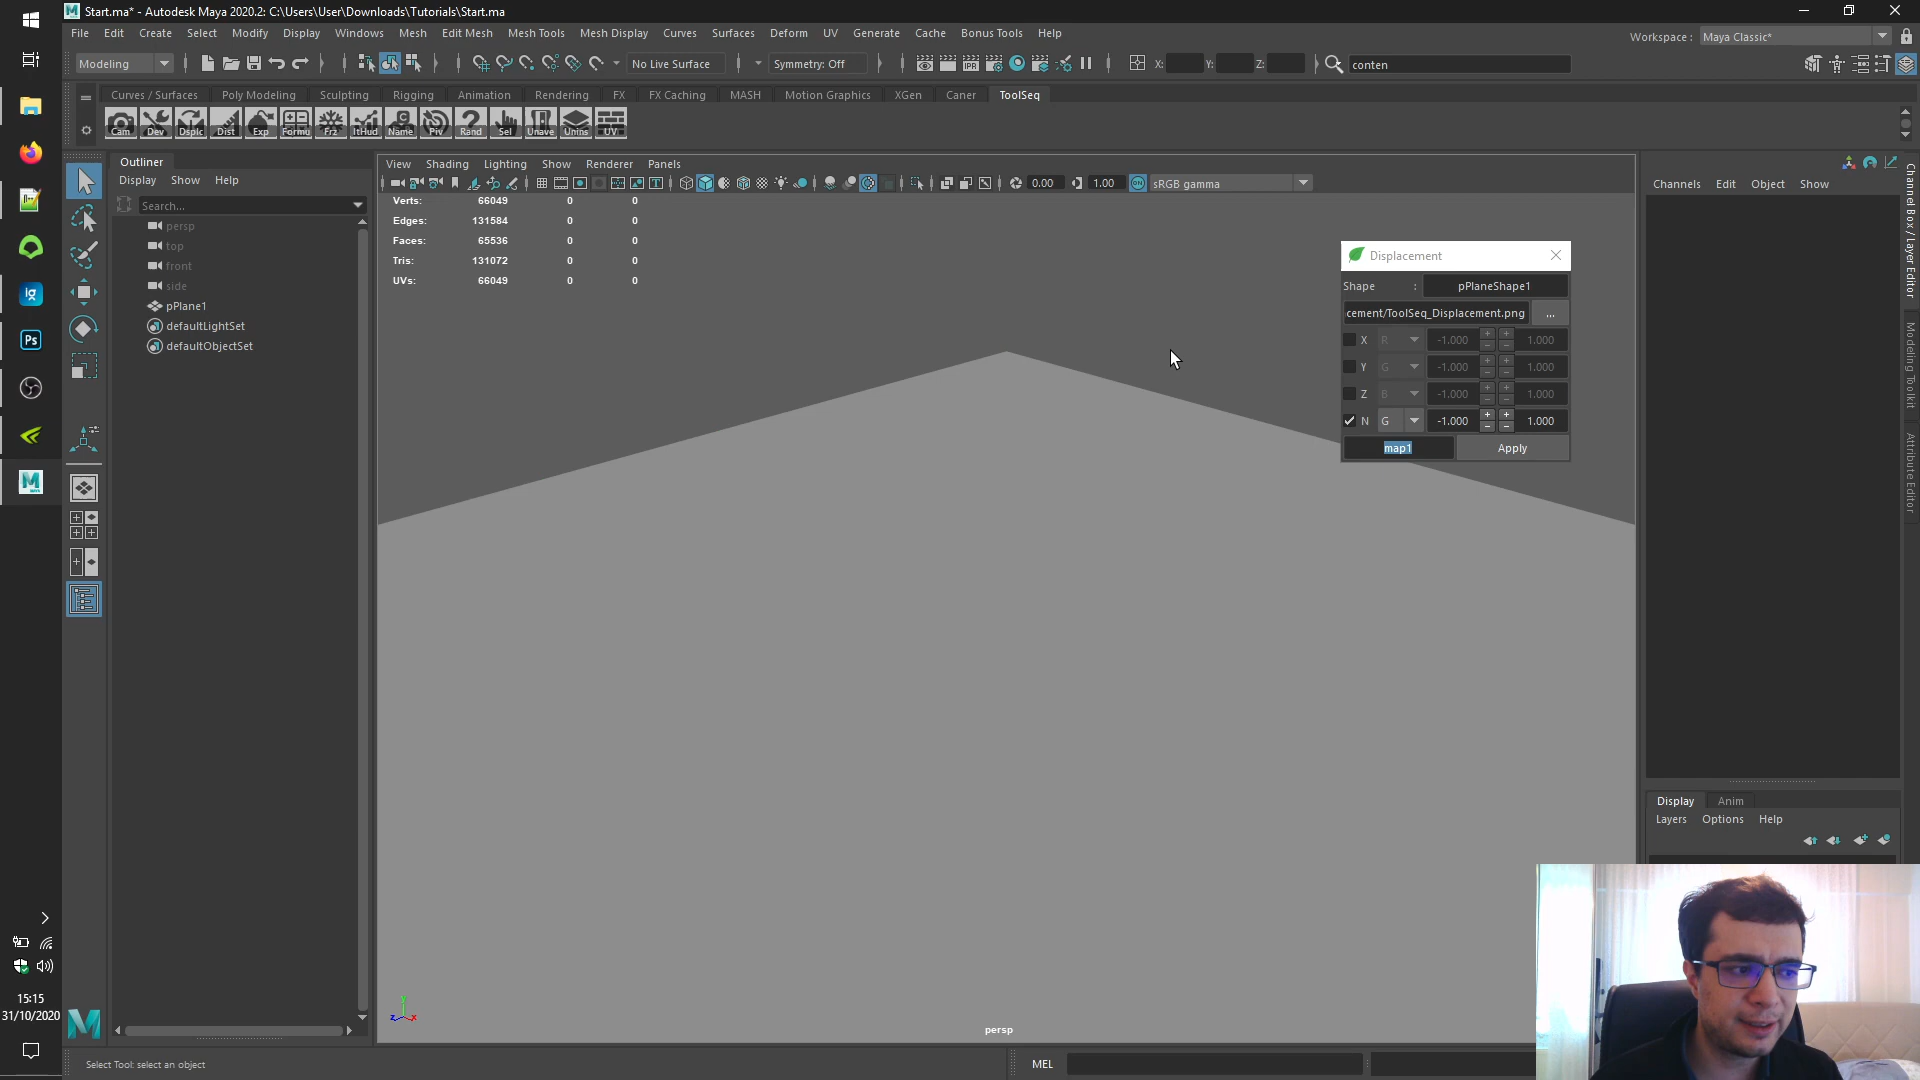 Start.ma* - Autodesk Maya 2020.2: C:\Users\User\Downloads\Tutorials\Start.ma
File Edit Create Select Modify Display Windows Mesh Edit Mesh Mesh Tools Mesh Display Curves Surfaces Deform UV Generate Cache Bonus Tools Help
Workspace : Maya Classic*
Modeling No Live Surface Symmetry: Off X: Y: Z: conten
Curves / Surfaces Poly Modeling Sculpting Rigging Animation Rendering FX FX Caching MASH Motion Graphics XGen Caner ToolSeq
Cam Dev Dsplc Dist Exp Formu Frz ItHud Name Piv Rand Sel Unave Unins UV
Outliner
Display Show Help
Search...
persp
top
front
side
pPlane1
defaultLightSet
defaultObjectSet
View Shading Lighting Show Renderer Panels
0.00 1.00 ON sRGB gamma
Verts: 66049 0 0
Edges: 131584 0 0
Faces: 65536 0 0
Tris: 131072 0 0
UVs: 66049 0 0
Displacement
Shape : pPlaneShape1
cement/ToolSeq_Displacement.png ...
X R -1.000 1.000
Y G -1.000 1.000
Z B -1.000 1.000
N G -1.000 1.000
map1 Apply
persp
y
z x
Channels Edit Object Show
Channel Box / Layer Editor
Modeling Toolkit
Attribute Editor
Display Anim
Layers Options Help
Ps
ig
15:15
31/10/2020
Select Tool: select an object
MEL